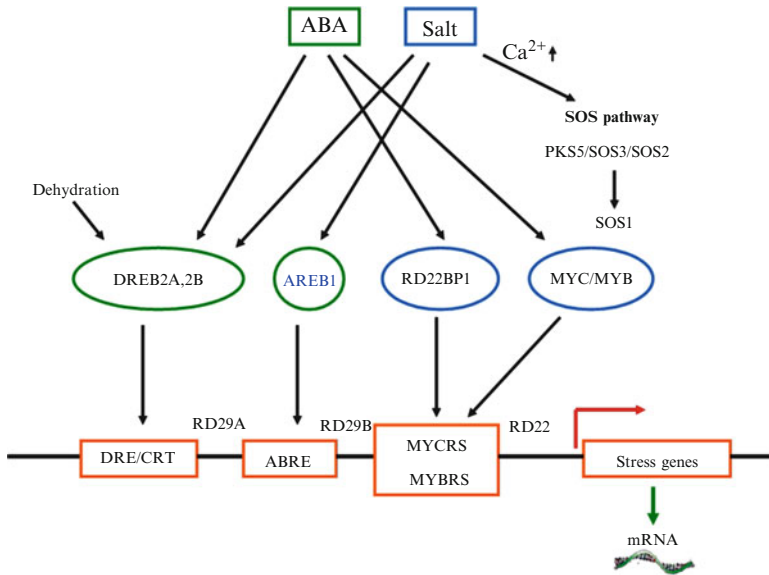 ABA
Salt
Ca²⁺
SOS pathway
PKS5/SOS3/SOS2
Dehydration
SOS1
DREB2A,2B
AREB1
RD22BP1
MYC/MYB
RD29A
RD29B
RD22
DRE/CRT
ABRE
MYCRS
MYBRS
Stress genes
mRNA